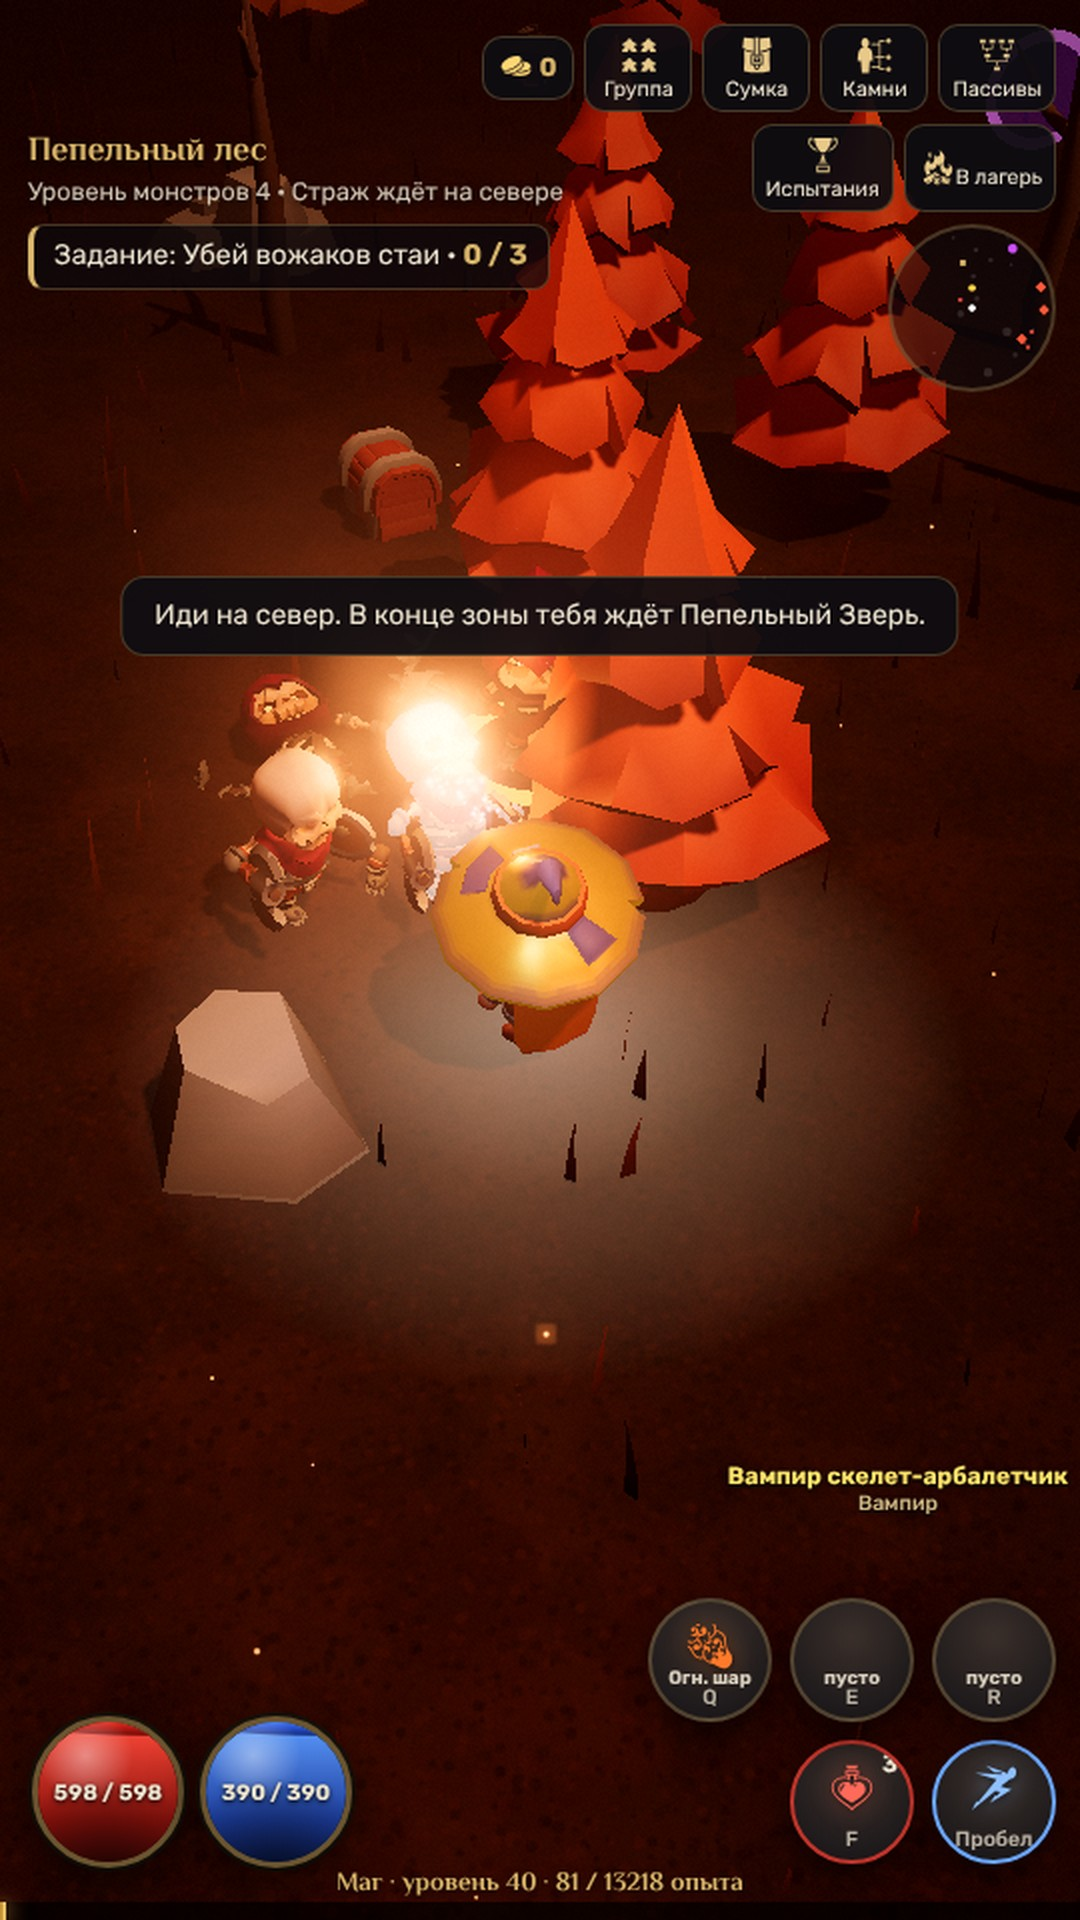 0
Группа
Сумка
Камни
Пассивы
Пепельный лес
Уровень монстров 4 • Страж ждёт на севере
Испытания
В лагерь
Задание: Убей вожаков стаи • 0 / 3
Иди на север. В конце зоны тебя ждёт Пепельный Зверь.
Вампир скелет-арбалетчик
Вампир
Огн. шар
Q
пусто
E
пусто
R
598 / 598
390 / 390
3
F
Пробел
Маг · уровень 40 · 81 / 13218 опыта